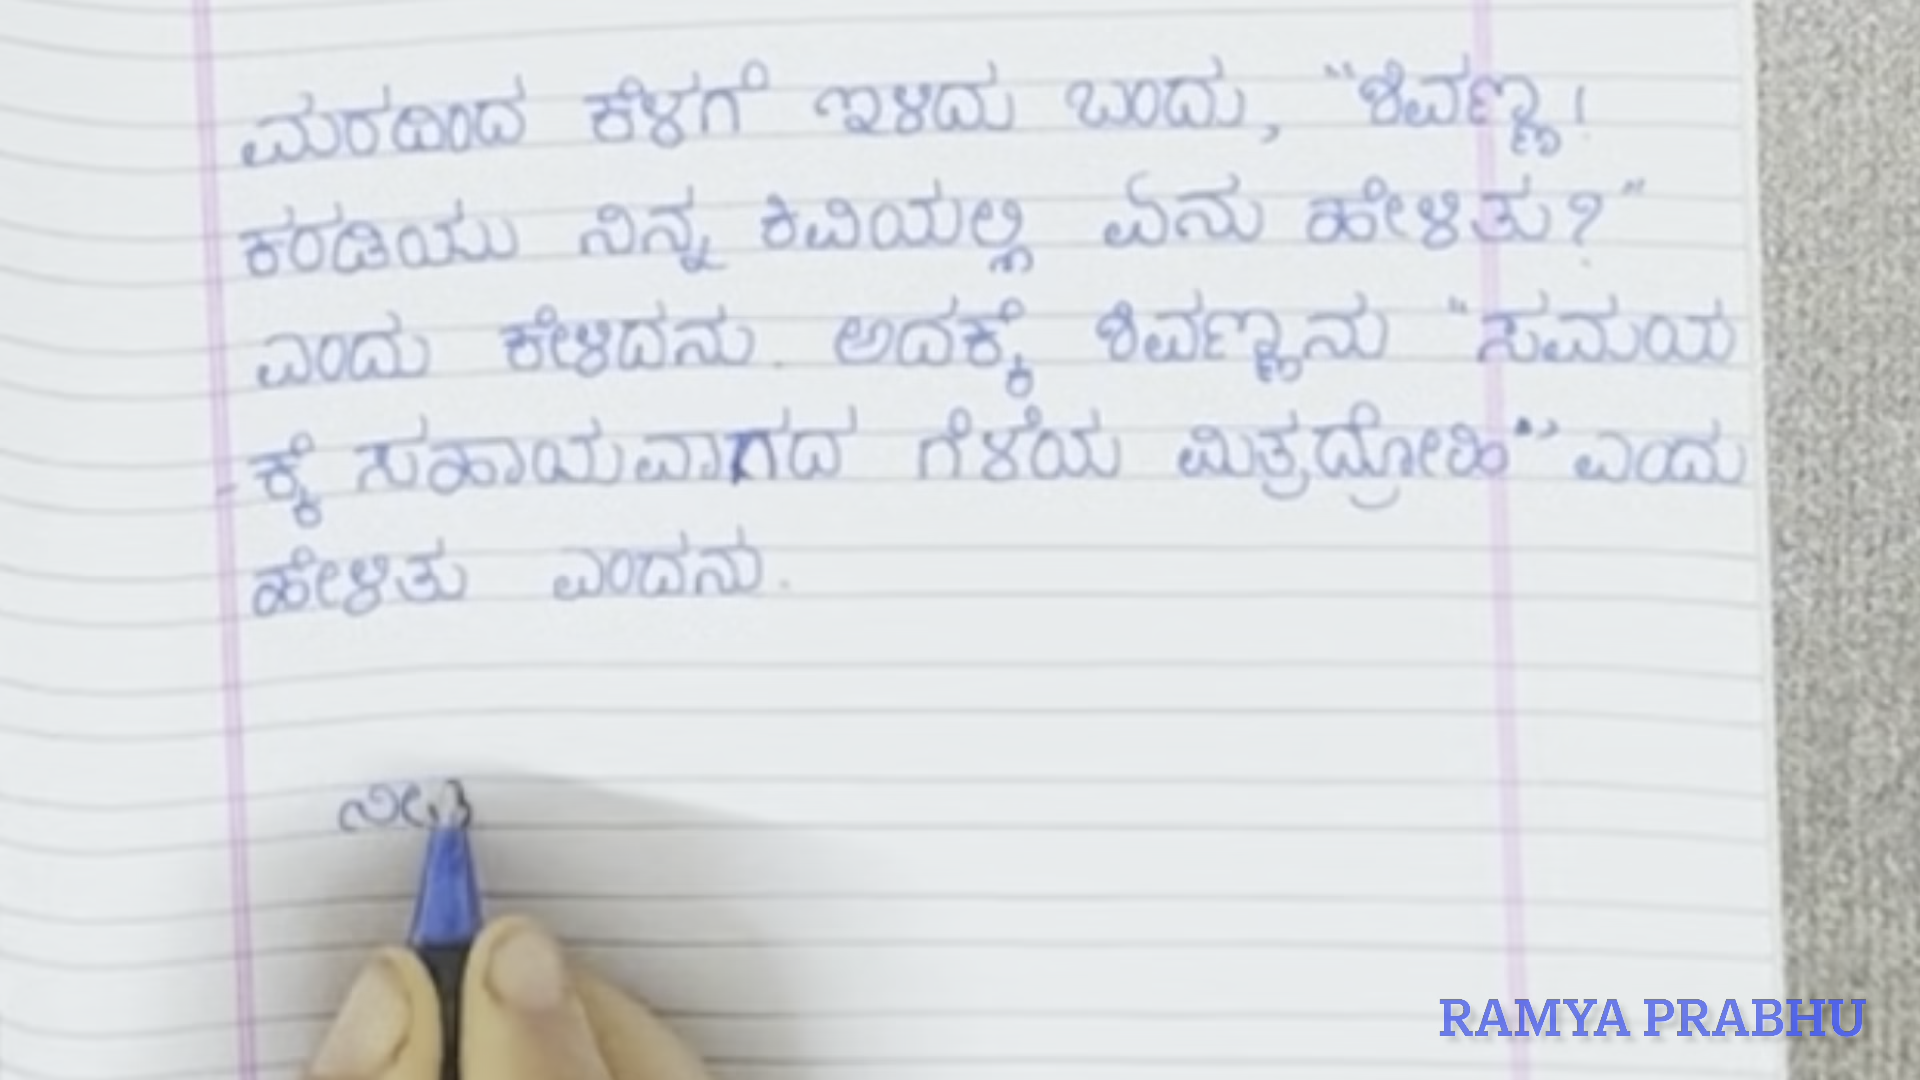 ಮರದಿಂದ ಕೆಳಗೆ ಇಳಿದು ಬಂದು, "ಶಿವಣ್ಣ!
ಕರಡಿಯು ನಿನ್ನ ಕಿವಿಯಲ್ಲಿ ಏನು ಹೇಳಿತು?"
ಎಂದು ಕೇಳಿದನು. ಅದಕ್ಕೆ ಶಿವಣ್ಣನು "ಸಮಯ
-ಕ್ಕೆ ಸಹಾಯವಾಗದ ಗೆಳೆಯ ಮಿತ್ರದ್ರೋಹಿ" ಎಂದು
ಹೇಳಿತು ಎಂದನು.
RAMYA PRABHU